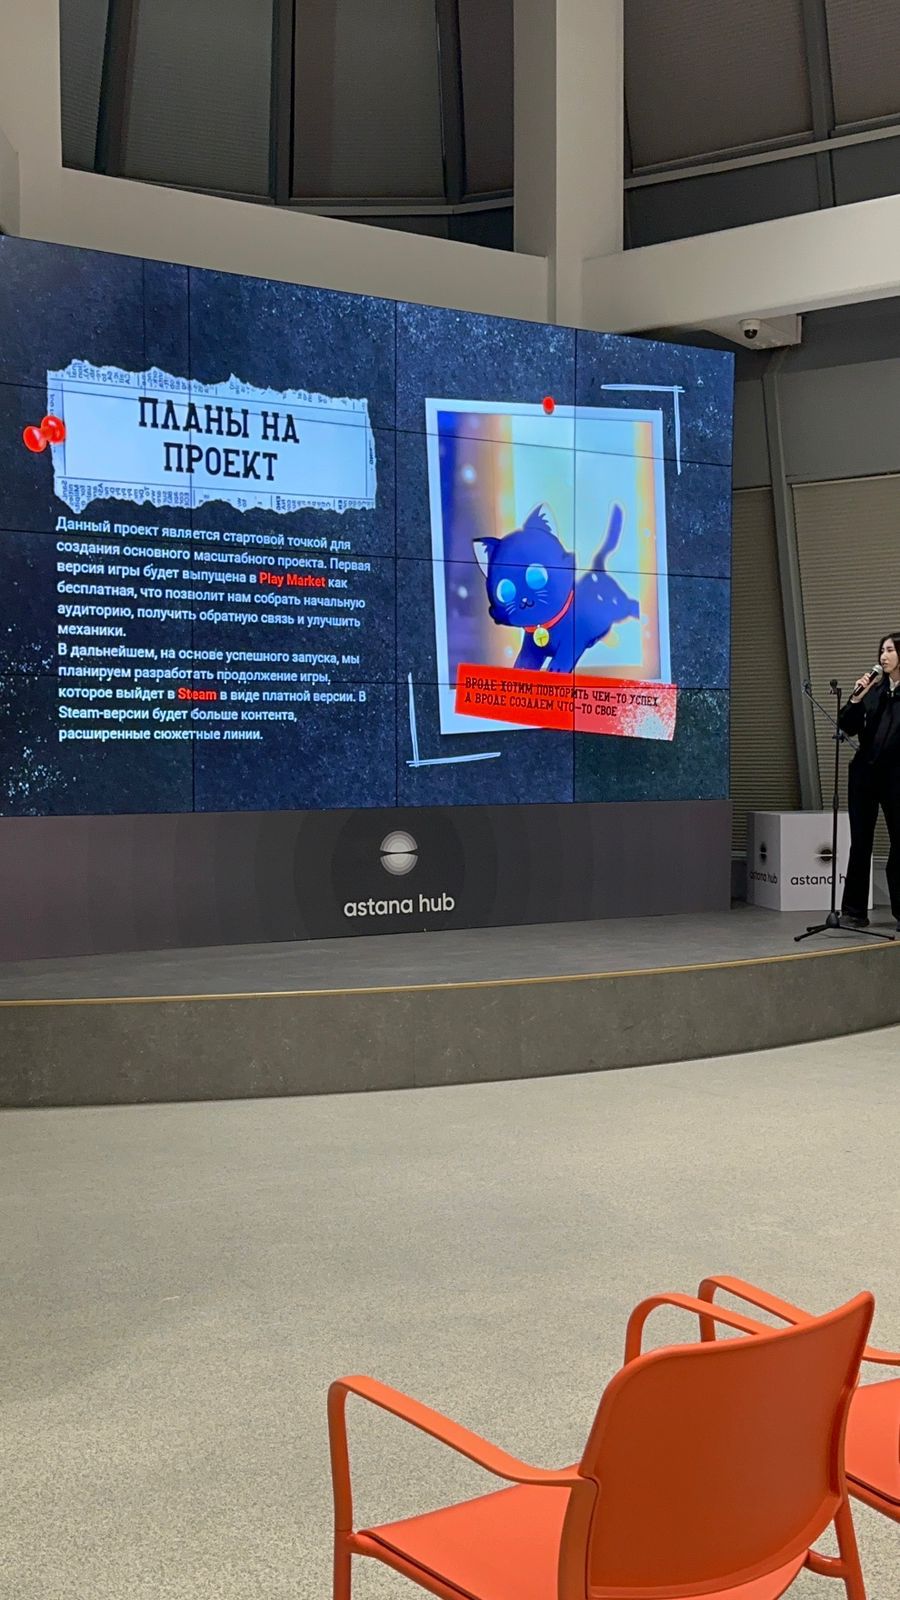 ПЛАНЫ НА
ПРОЕКТ
Данный проект является стартовой точкой для
создания основного масштабного проекта. Первая
версия игры будет выпущена в Play Market как
бесплатная, что позволит нам собрать начальную
аудиторию, получить обратную связь и улучшить
механики.
В дальнейшем, на основе успешного запуска, мы
планируем разработать продолжение игры,
которое выйдет в Steam в виде платной версии. В
Steam-версии будет больше контента,
расширенные сюжетные линии.
ВРОДЕ ХОТИМ ПОВТОРИТЬ ЧЕЙ-ТО УСПЕХ
А ВРОДЕ СОЗДАЕМ ЧТО-ТО СВОЕ
astana hub
astana hub
astana h